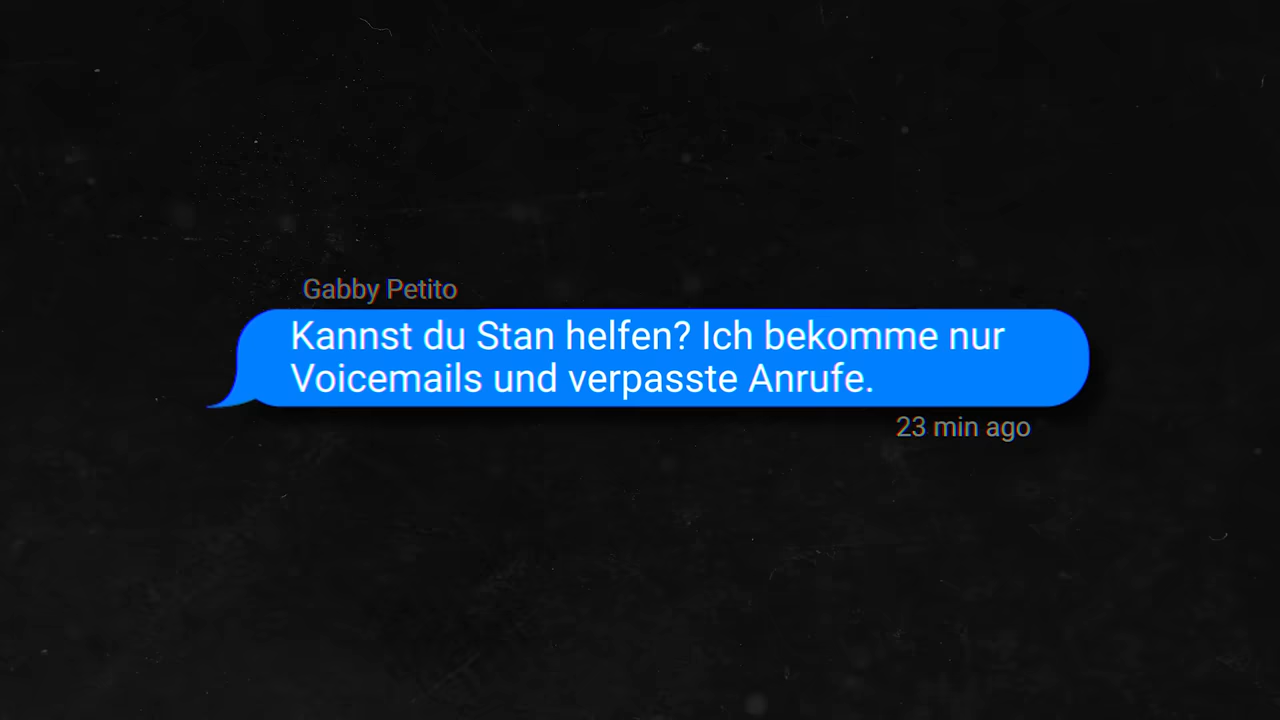 Gabby Petito
Kannst du Stan helfen? Ich bekomme nur
Voicemails und verpasste Anrufe.
23 min ago